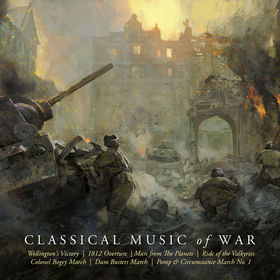 CLASSICAL MUSIC of WAR
Wellington's Victory | 1812 Overture | Mars from The Planets | Ride of the Valkyries
Colonel Bogey March | Dam Busters March | Pomp & Circumstance March No. 1